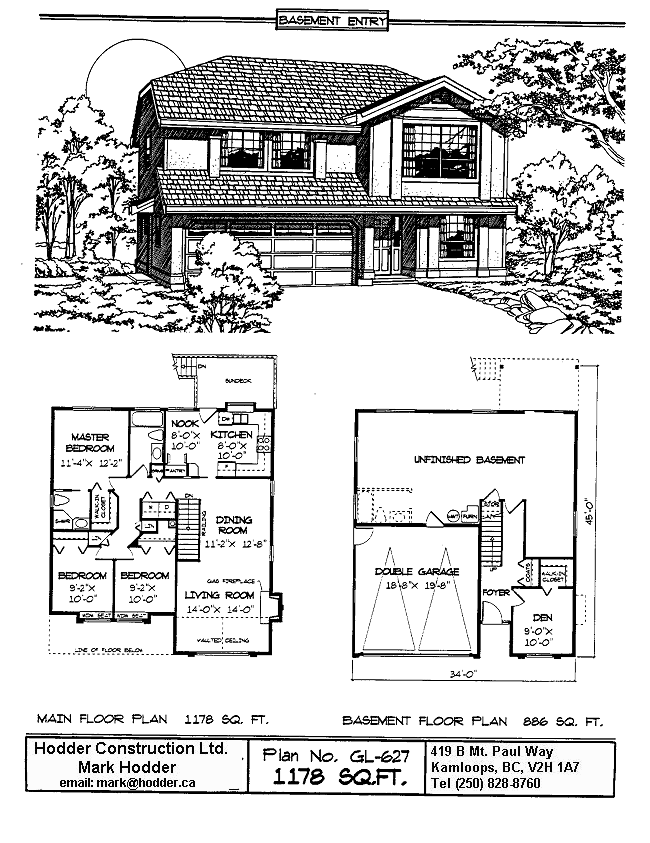 BASEMENT ENTRY
DN
SUNDECK
MASTER
BEDROOM
11'-4"X 12'-2"
NOOK
8'-0"X
10'-0"
KITCHEN
8'-0"X
10'-0"
PANTRY
WALK-IN
CLOSET
DN
RAILING
DINING
ROOM
11'-2"X 12'-8"
BEDROOM
9'-2"X
10'-0"
BEDROOM
9'-2"X
10'-0"
GAS FIREPLACE
LIVING ROOM
14'-0"X 14'-0"
VAULTED CEILING
LINE OF FLOOR BELOW
UNFINISHED BASEMENT
FURN
UP
DOUBLE GARAGE
18'-8"X 19'-8"
FOYER
COATS
WALK-IN
CLOSET
DEN
9'-0"X
10'-0"
45'-0"
34'-0"
MAIN FLOOR PLAN 1178 SQ. FT.
BASEMENT FLOOR PLAN 886 SQ. FT.
Hodder Construction Ltd.
Mark Hodder
email: mark@hodder.ca
Plan No. GL-627
1178 SQ.FT.
419 B Mt. Paul Way
Kamloops, BC, V2H 1A7
Tel (250) 828-8760